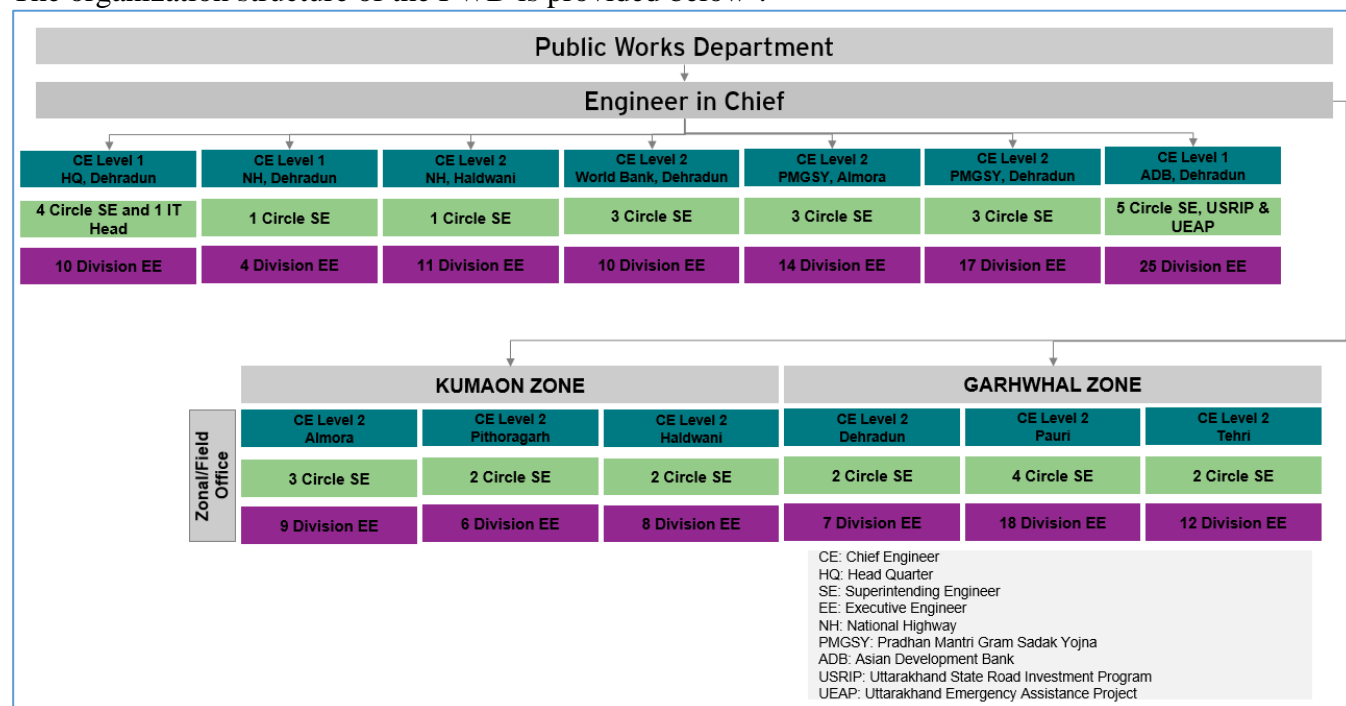 Public Works Department
Engineer in Chief
CE Level 1
HQ, Dehradun
CE Level 1
NH, Dehradun
CE Level 2
NH, Haldwani
CE Level 2
World Bank, Dehradun
CE Level 2
PMGSY, Almora
CE Level 2
PMGSY, Dehradun
CE Level 1
ADB, Dehradun
4 Circle SE and 1 IT
Head
1 Circle SE
1 Circle SE
3 Circle SE
3 Circle SE
3 Circle SE
5 Circle SE, USRIP &
UEAP
10 Division EE
4 Division EE
11 Division EE
10 Division EE
14 Division EE
17 Division EE
25 Division EE
KUMAON ZONE
GARHWHAL ZONE
Zonal/Field
Office
CE Level 2
Almora
CE Level 2
Pithoragarh
CE Level 2
Haldwani
CE Level 2
Dehradun
CE Level 2
Pauri
CE Level 2
Tehri
3 Circle SE
2 Circle SE
2 Circle SE
2 Circle SE
4 Circle SE
2 Circle SE
9 Division EE
6 Division EE
8 Division EE
7 Division EE
18 Division EE
12 Division EE
CE: Chief Engineer
HQ: Head Quarter
SE: Superintending Engineer
EE: Executive Engineer
NH: National Highway
PMGSY: Pradhan Mantri Gram Sadak Yojna
ADB: Asian Development Bank
USRIP: Uttarakhand State Road Investment Program
UEAP: Uttarakhand Emergency Assistance Project